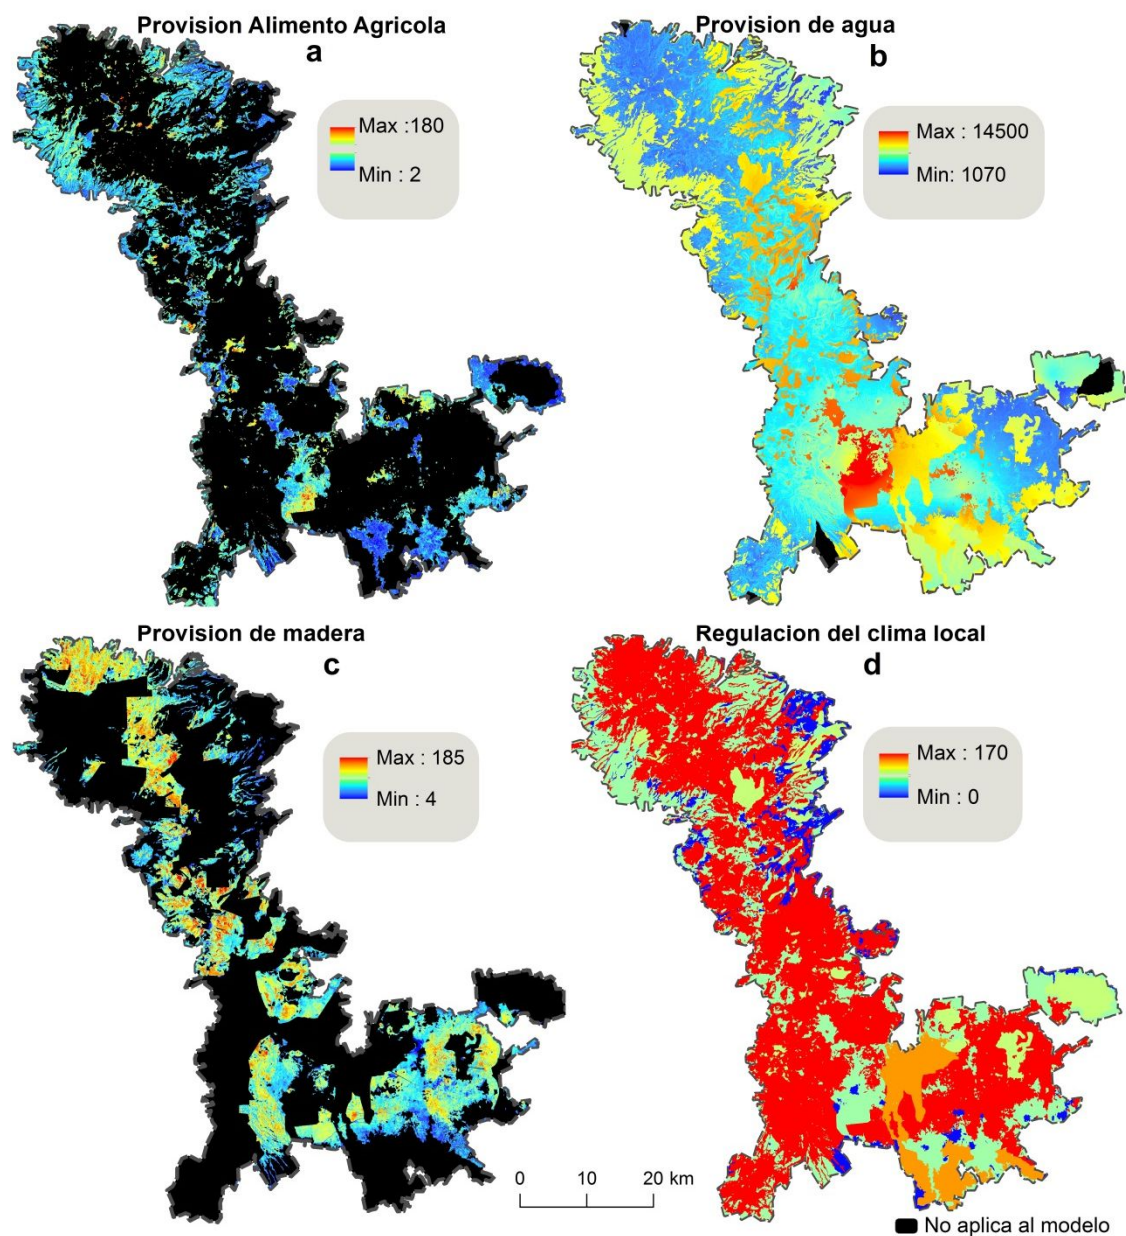 Provision Alimento Agricola
a
Max :180
Min : 2
Provision de agua
b
Max : 14500
Min: 1070
Provision de madera
c
Max : 185
Min : 4
Regulacion del clima local
d
Max : 170
Min : 0
0 10 20 km
No aplica al modelo